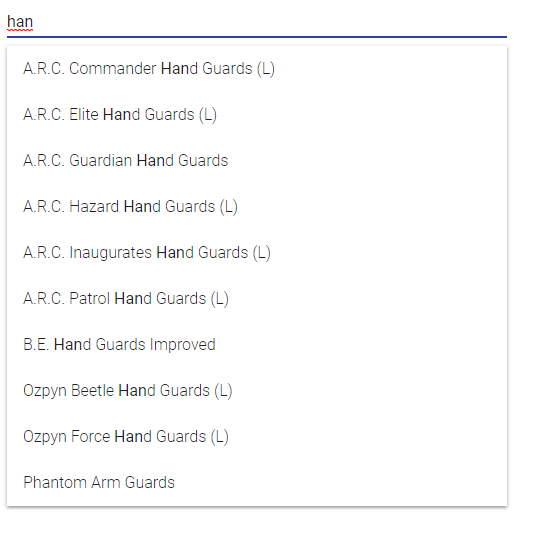 han
A.R.C. Commander Hand Guards (L)
A.R.C. Elite Hand Guards (L)
A.R.C. Guardian Hand Guards
A.R.C. Hazard Hand Guards (L)
A.R.C. Inaugurates Hand Guards (L)
A.R.C. Patrol Hand Guards (L)
B.E. Hand Guards Improved
Ozpyn Beetle Hand Guards (L)
Ozpyn Force Hand Guards (L)
Phantom Arm Guards